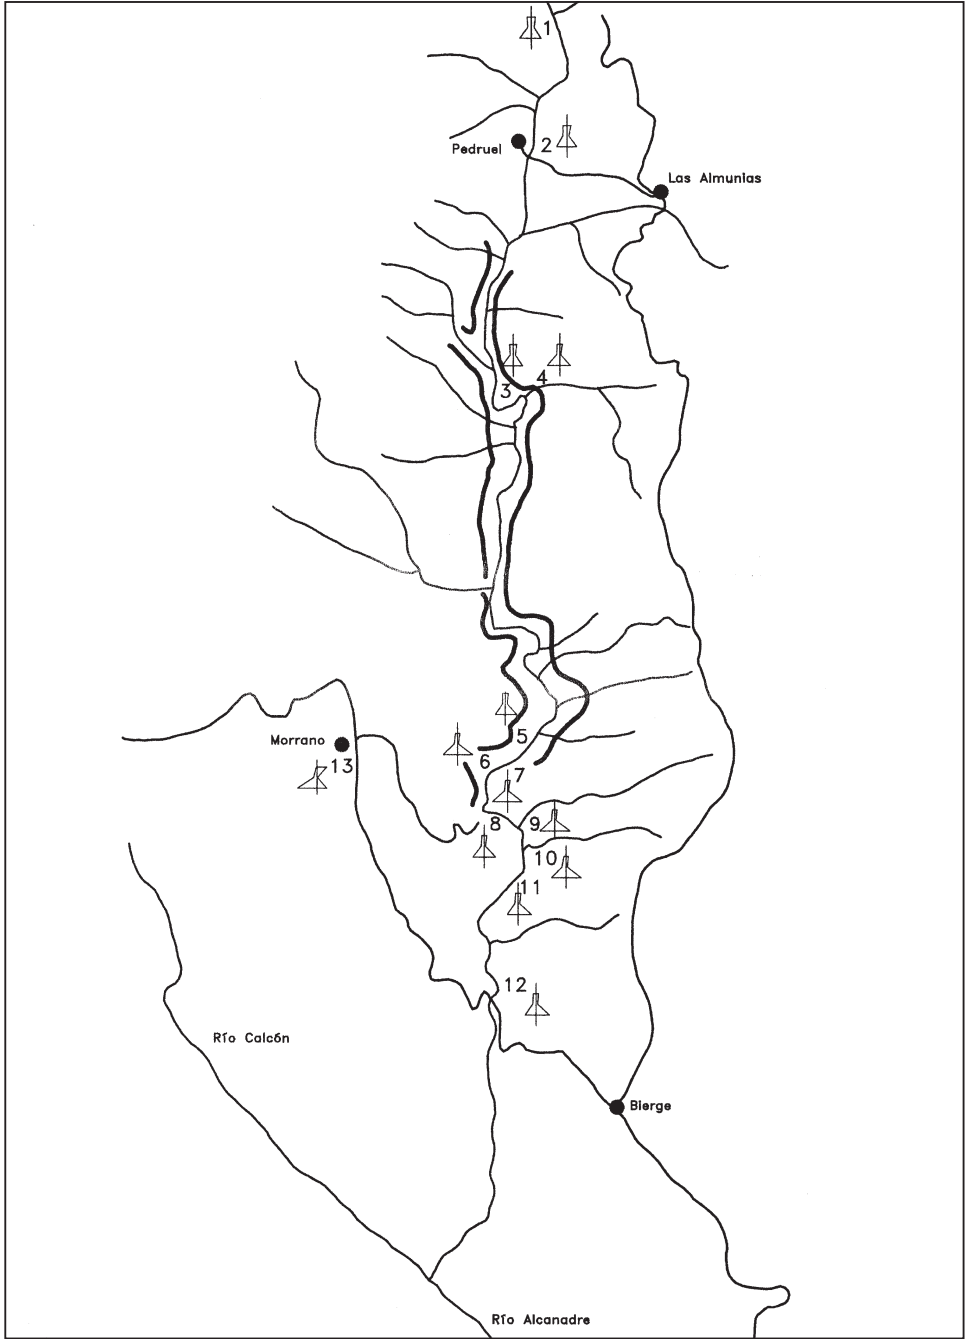 1
2
Pedruel
Las Almunias
3
4
5
6
7
Morrano
13
8
9
10
11
12
Río Calcón
Bierge
Río Alcanadre